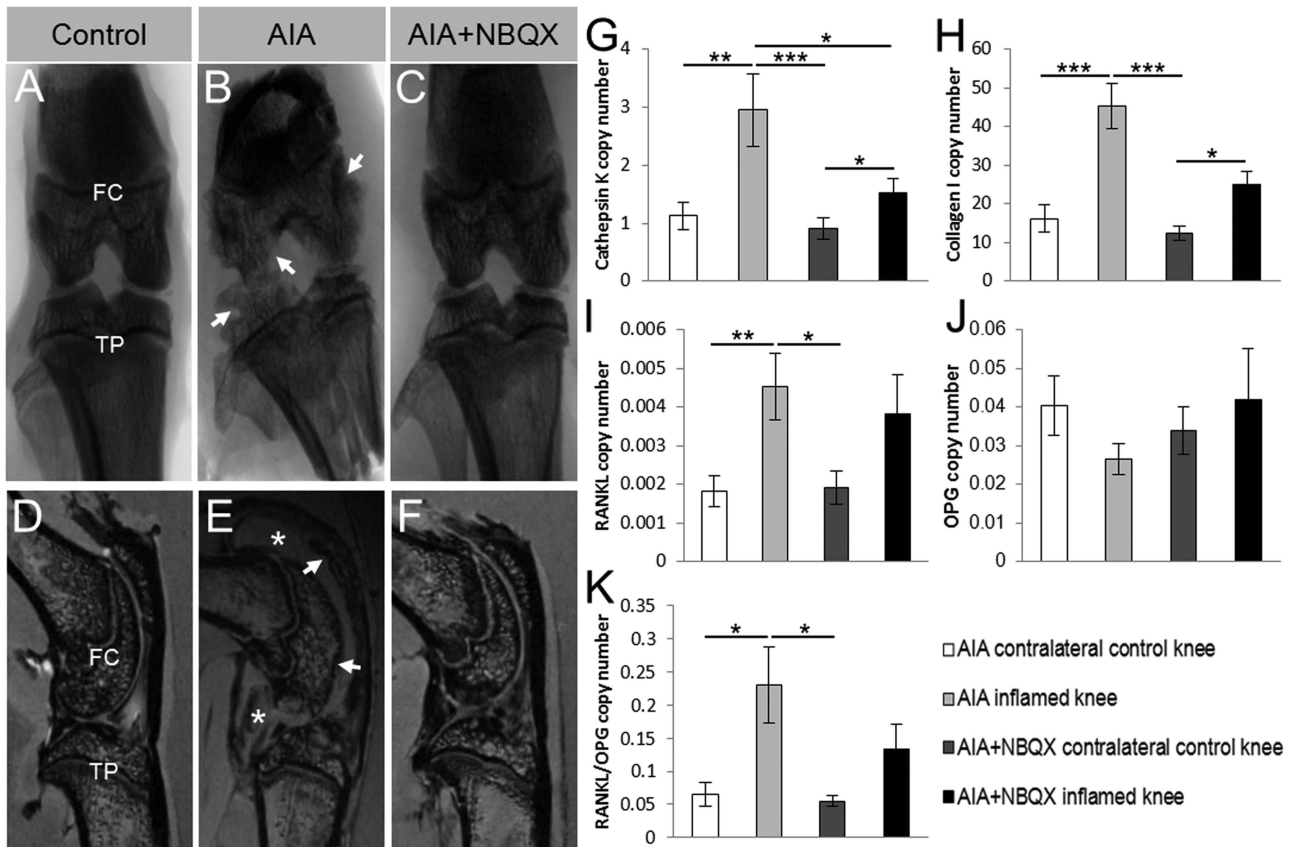 Control
AIA
AIA+NBQX
A
FC
TP
B
C
D
FC
TP
E
*
*
F
G
Cathepsin K copy number
4
3
2
1
0
**
***
*
*
H
Collagen I copy number
60
50
40
30
20
10
0
***
***
*
I
RANKL copy number
0.006
0.005
0.004
0.002
0.001
0
**
*
J
OPG copy number
0.06
0.05
0.04
0.03
0.02
0.01
0
K
RANKL/OPG copy number
0.35
0.3
0.25
0.2
0.15
0.1
0.05
0
*
*
AIA contralateral control knee
AIA inflamed knee
AIA+NBQX contralateral control knee
AIA+NBQX inflamed knee